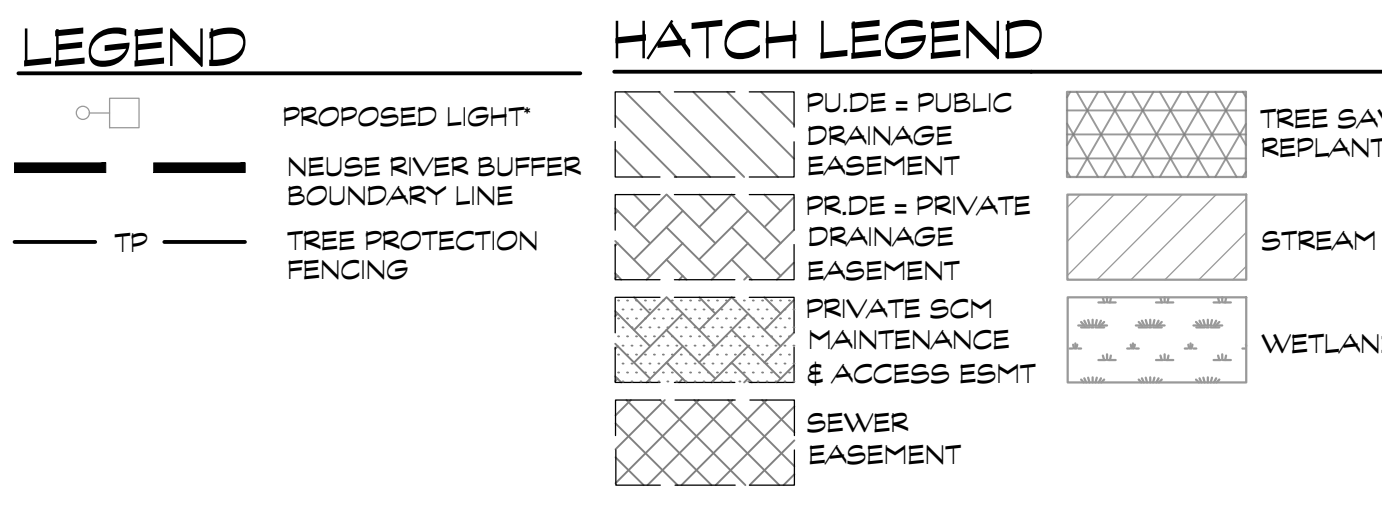 LEGEND
PROPOSED LIGHT*
NEUSE RIVER BUFFER
BOUNDARY LINE
TP
TREE PROTECTION
FENCING
HATCH LEGEND
PU.DE = PUBLIC
DRAINAGE
EASEMENT
PR.DE = PRIVATE
DRAINAGE
EASEMENT
PRIVATE SCM
MAINTENANCE
& ACCESS ESMT
SEWER
EASEMENT
TREE
STREAM